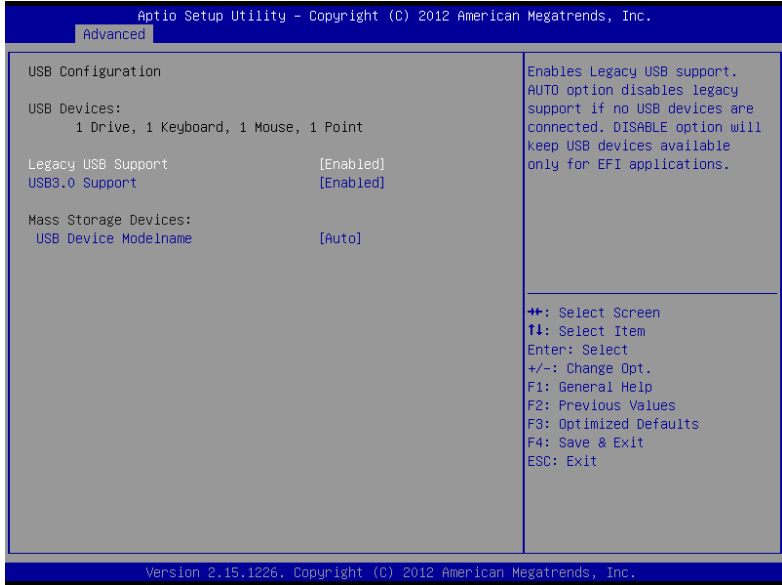 Aptio Setup Utility – Copyright (C) 2012 American Megatrends, Inc.
Advanced
USB Configuration
USB Devices:
1 Drive, 1 Keyboard, 1 Mouse, 1 Point
Legacy USB Support [Enabled]
USB3.0 Support [Enabled]
Mass Storage Devices:
USB Device Modelname [Auto]
Enables Legacy USB support.
AUTO option disables legacy
support if no USB devices are
connected. DISABLE option will
keep USB devices available
only for EFI applications.
→←: Select Screen
↑↓: Select Item
Enter: Select
+/-: Change Opt.
F1: General Help
F2: Previous Values
F3: Optimized Defaults
F4: Save & Exit
ESC: Exit
Version 2.15.1226. Copyright (C) 2012 American Megatrends, Inc.